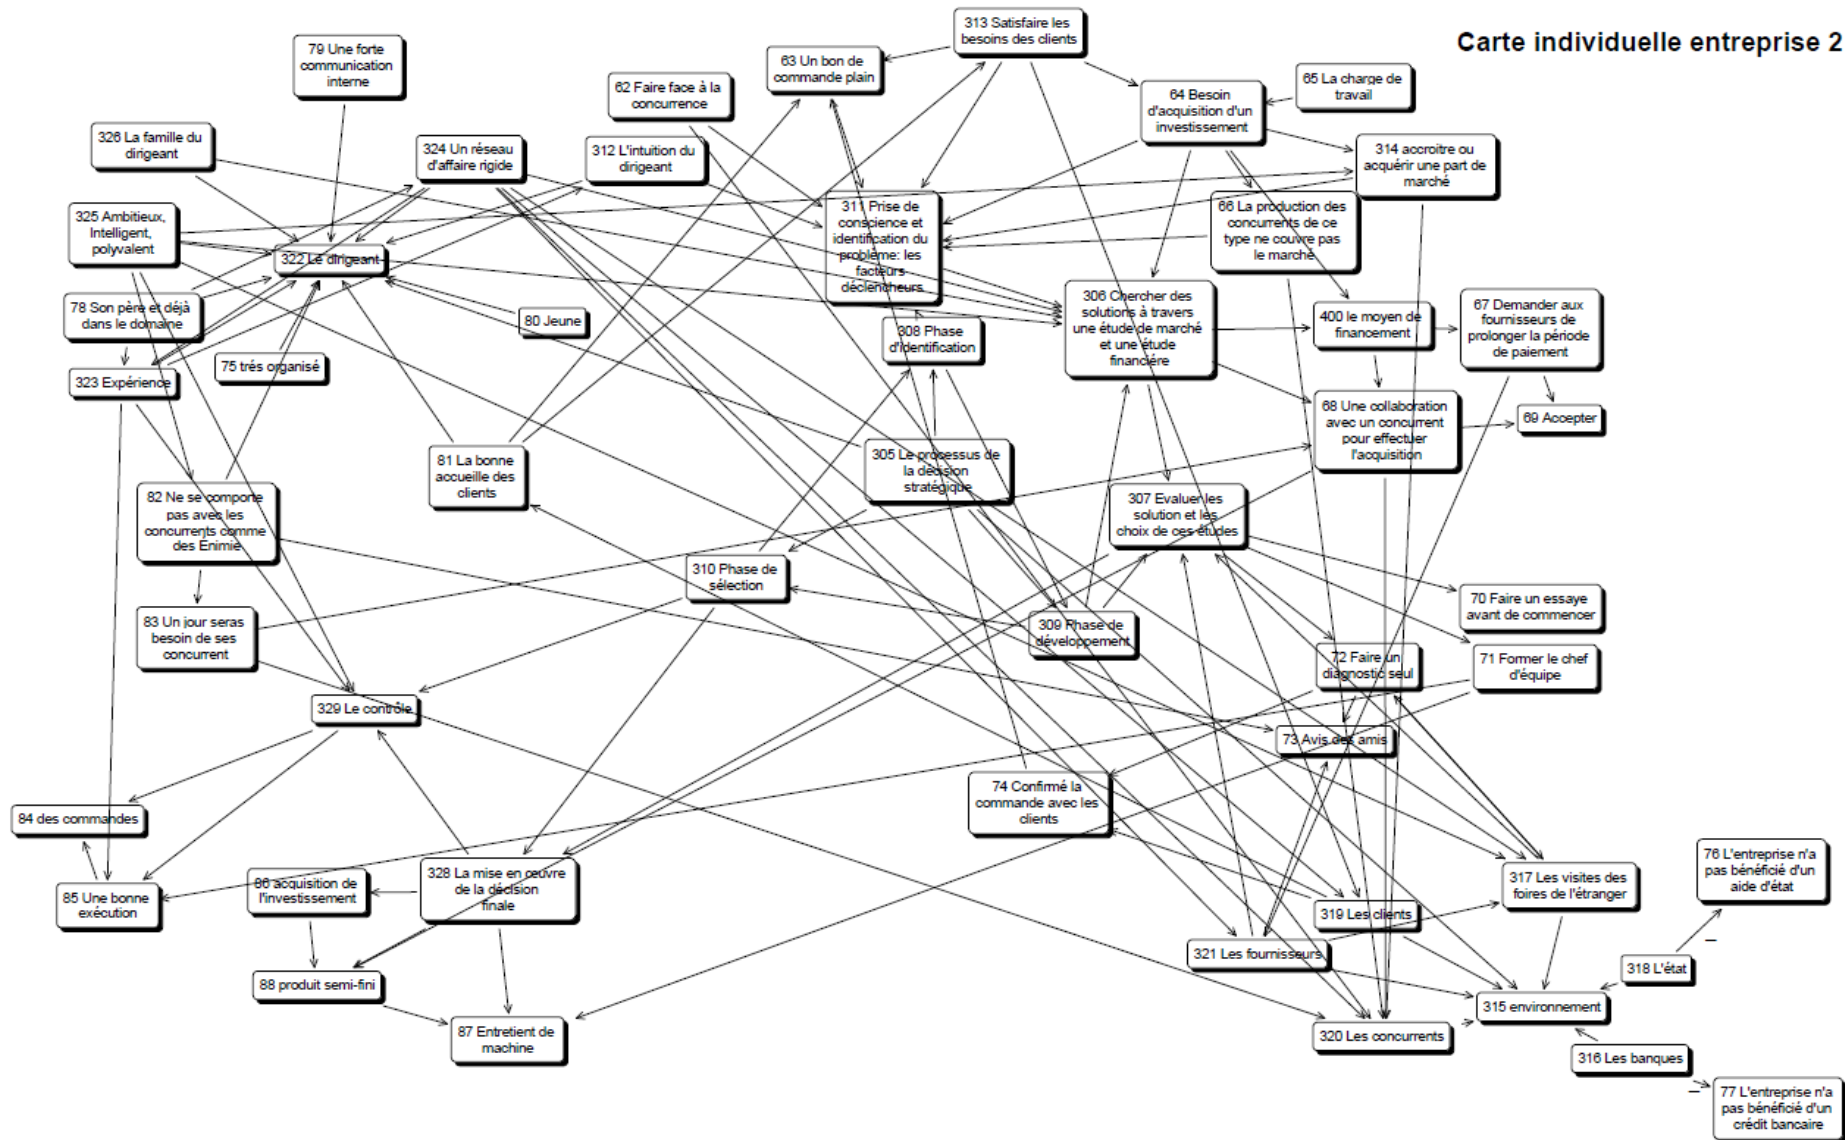 Carte individuelle entreprise 2
313 Satisfaire les
besoins des clients
79 Une forte
communication
interne
63 Un bon de
commande plain
62 Faire face à la
concurrence
64 Besoin
d'acquisition d'un
investissement
65 La charge de
travail
326 La famille du
dirigeant
324 Un réseau
d'affaire rigide
312 L'intuition du
dirigeant
314 accroitre ou
acquérir une part de
marché
325 Ambitieux,
Intelligent,
polyvalent
311 Prise de
conscience et
identification du
problème: les
facteurs
déclencheurs
66 La production des
concurrents de ce
type ne couvre pas
le marché
322 Le dirigeant
78 Son père et déjà
dans le domaine
80 Jeune
308 Phase
d'identification
306 Chercher des
solutions à travers
une étude de marché
et une étude
financière
400 le moyen de
financement
67 Demander aux
fournisseurs de
prolonger la période
de paiement
323 Expérience
75 trés organisé
68 Une collaboration
avec un concurrent
pour effectuer
l'acquisition
69 Accepter
81 La bonne
accueille des
clients
305 Le processus de
la décision
stratégique
82 Ne se comporte
pas avec les
concurrents comme
des Enimie
307 Evaluer les
solution et les
choix de ces études
310 Phase de
sélection
83 Un jour seras
besoin de ses
concurrent
309 Phase de
développement
70 Faire un essaye
avant de commencer
72 Faire un
diagnostic seul
71 Former le chef
d'équipe
329 Le contrôle
73 Avis des amis
74 Confirmé la
commande avec les
clients
84 des commandes
85 Une bonne
exécution
86 acquisition de
l'investissement
328 La mise en œuvre
de la décision
finale
317 Les visites des
foires de l'étranger
76 L'entreprise n'a
pas bénéficié d'un
aide d'état
319 Les clients
321 Les fournisseurs
318 L'état
88 produit semi-fini
315 environnement
87 Entretient de
machine
320 Les concurrents
316 Les banques
77 L'entreprise n'a
pas bénéficié d'un
crédit bancaire